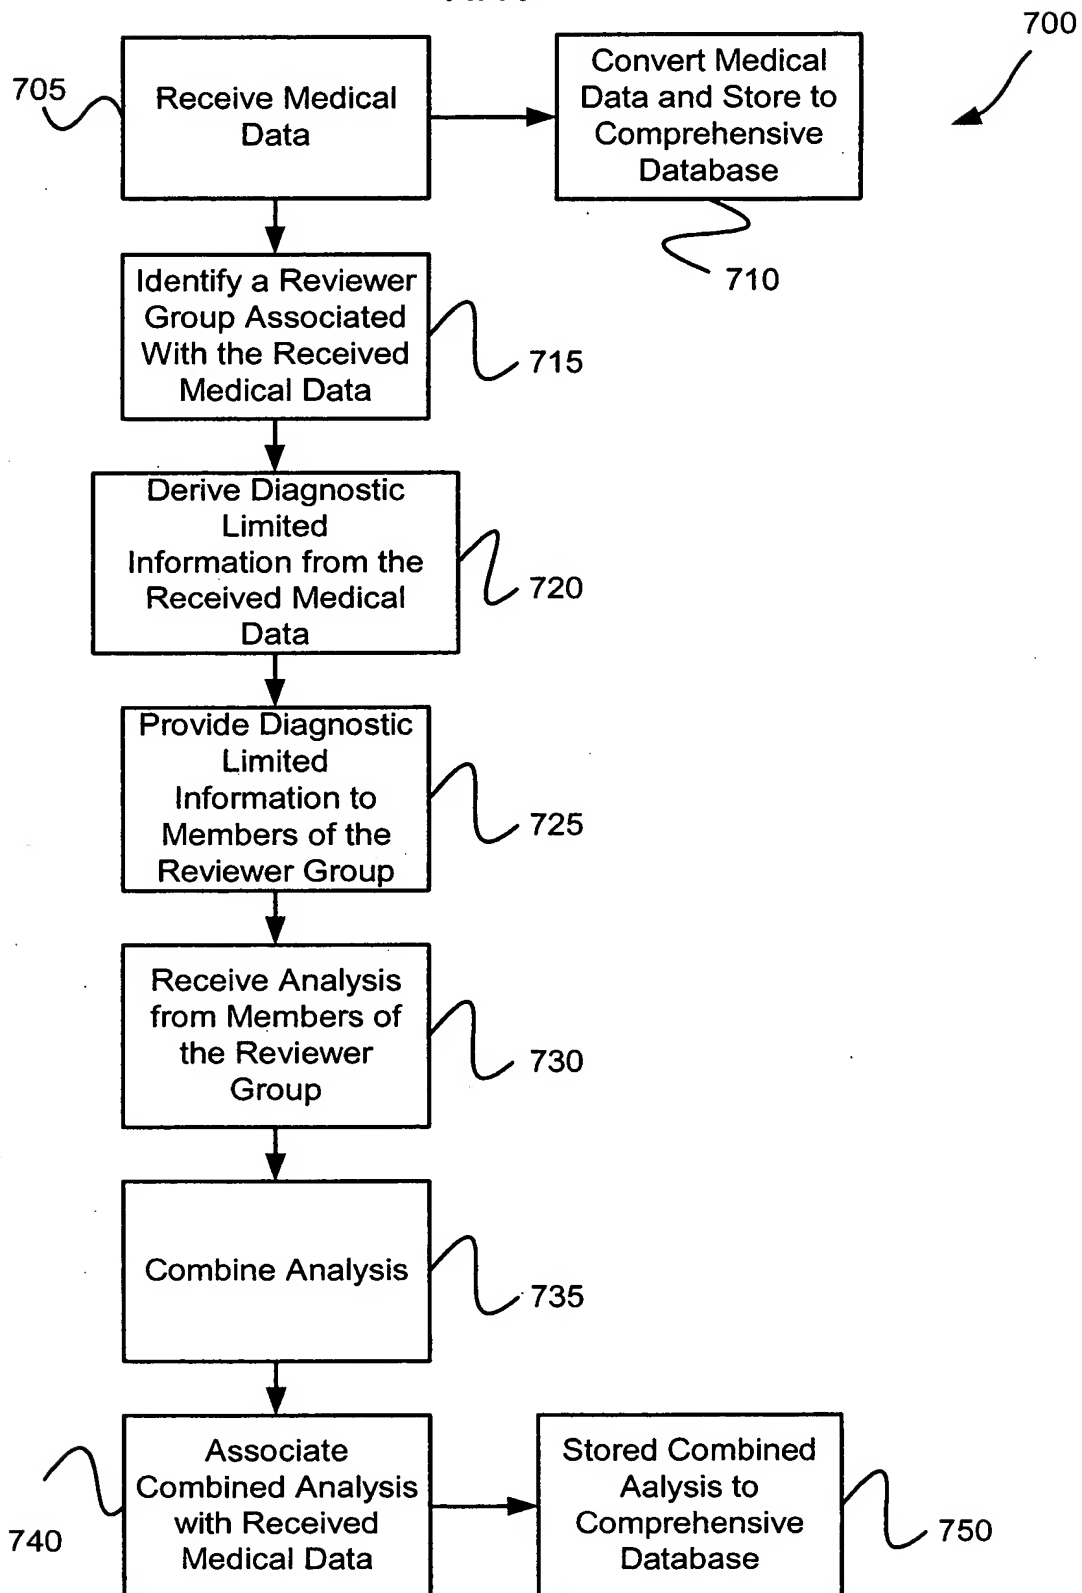 700
705
Receive Medical
Data
Convert Medical
Data and Store to
Comprehensive
Database
710
Identify a Reviewer
Group Associated
With the Received
Medical Data
715
Derive Diagnostic
Limited
Information from the
Received Medical
Data
720
Provide Diagnostic
Limited
Information to
Members of the
Reviewer Group
725
Receive Analysis
from Members of
the Reviewer
Group
730
Combine Analysis
735
Associate
Combined Analysis
with Received
Medical Data
740
Stored Combined
Aalysis to
Comprehensive
Database
750